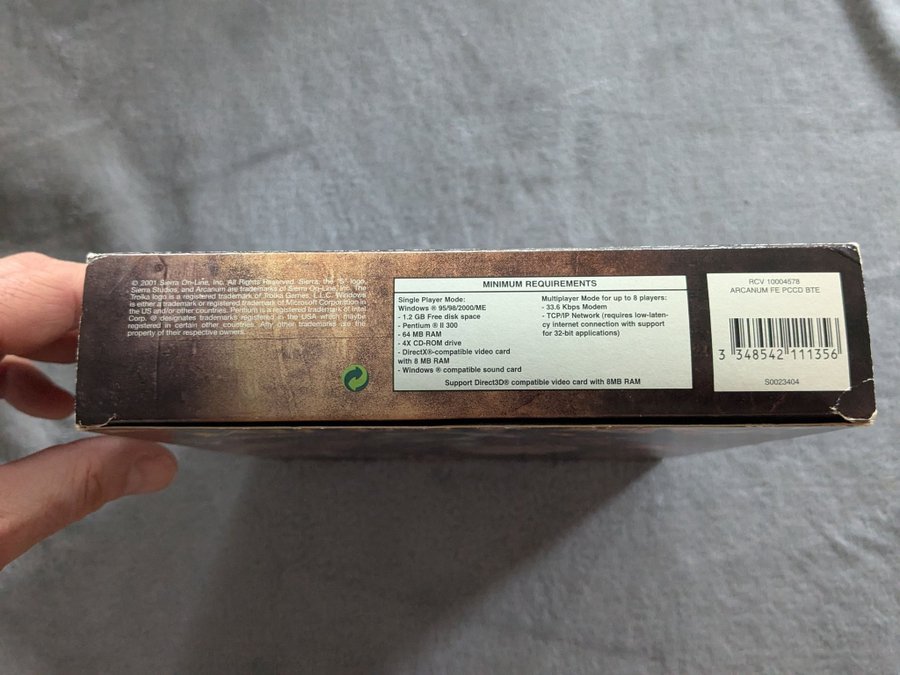 © 2001 Sierra On-Line, Inc. All Rights Reserved. Sierra, the "S" logo,
Sierra Studios, and Arcanum are trademarks of Sierra On-Line Inc. The
Troika logo is a registered trademark of Troika Games, L.L.C. Windows
is either a trademark or registered trademark of Microsoft Corporation in
the US and/or other countries. Pentium is a registered trademark of Intel
Corp. ® designates trademarks registered in the USA which maybe
registered in certain other countries. Any other trademarks are the
property of their respective owners.
MINIMUM REQUIREMENTS
Single Player Mode:
Windows ® 95/98/2000/ME
- 1.2 GB Free disk space
- Pentium ® II 300
- 64 MB RAM
- 4X CD-ROM drive
- DirectX®-compatible video card
with 8 MB RAM
- Windows ® compatible sound card
Multiplayer Mode for up to 8 players:
- 33.6 Kbps Modem
- TCP/IP Network (requires low-laten-
cy internet connection with support
for 32-bit applications)
Support Direct3D® compatible video card with 8MB RAM
RCV 10004578
ARCANUM FE PCCD BTE
3 348542 111356
S0023404